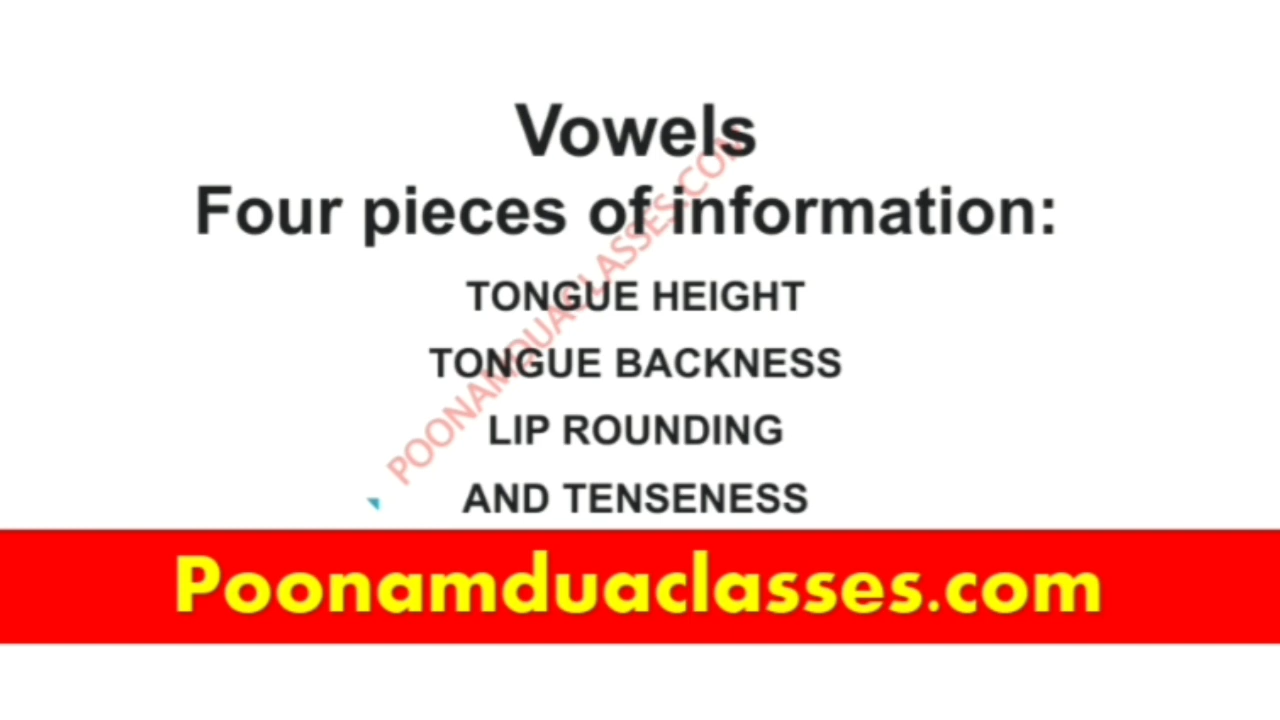 Vowels
Four pieces of information:
TONGUE HEIGHT
TONGUE BACKNESS
LIP ROUNDING
AND TENSENESS
POONAMDUACLASSES.COM
Poonamduaclasses.com